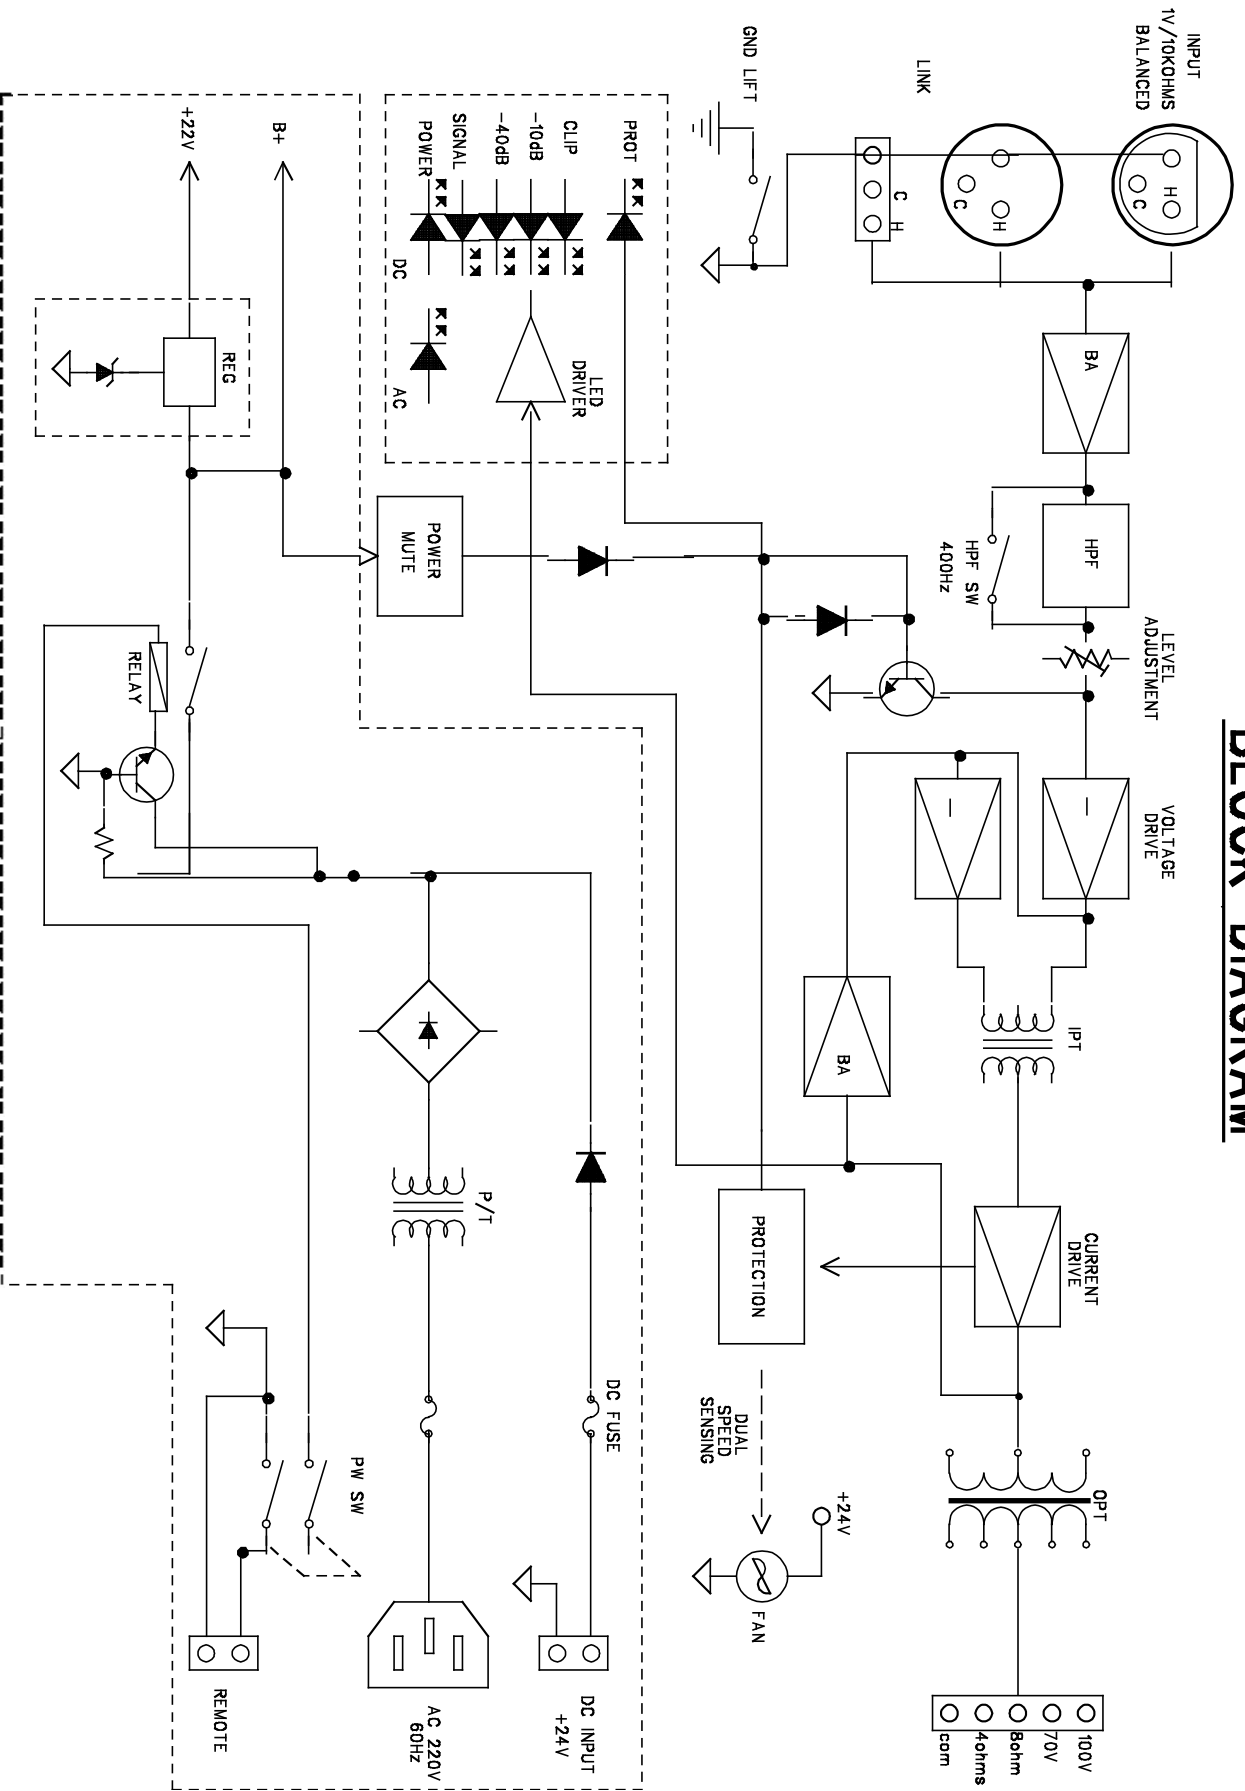 BLOCK DIAGRAM
INPUT
1V/10KOHMS
BALANCED
LINK
GND LIFT
H
C
H
C
C
H
BA
HPF
HPF SW
400Hz
LEVEL
ADJUSTMENT
VOLTAGE
DRIVE
IPT
BA
CURRENT
DRIVE
OPT
100V
70V
8ohm
4ohms
com
PROT
CLIP
-10dB
-40dB
SIGNAL
POWER
DC
AC
LED
DRIVER
POWER
MUTE
PROTECTION
DUAL
SPEED
SENSING
+24V
FAN
B+
+22V
REG
RELAY
P/T
DC FUSE
PW SW
DC INPUT
+24V
AC 220V
60Hz
REMOTE